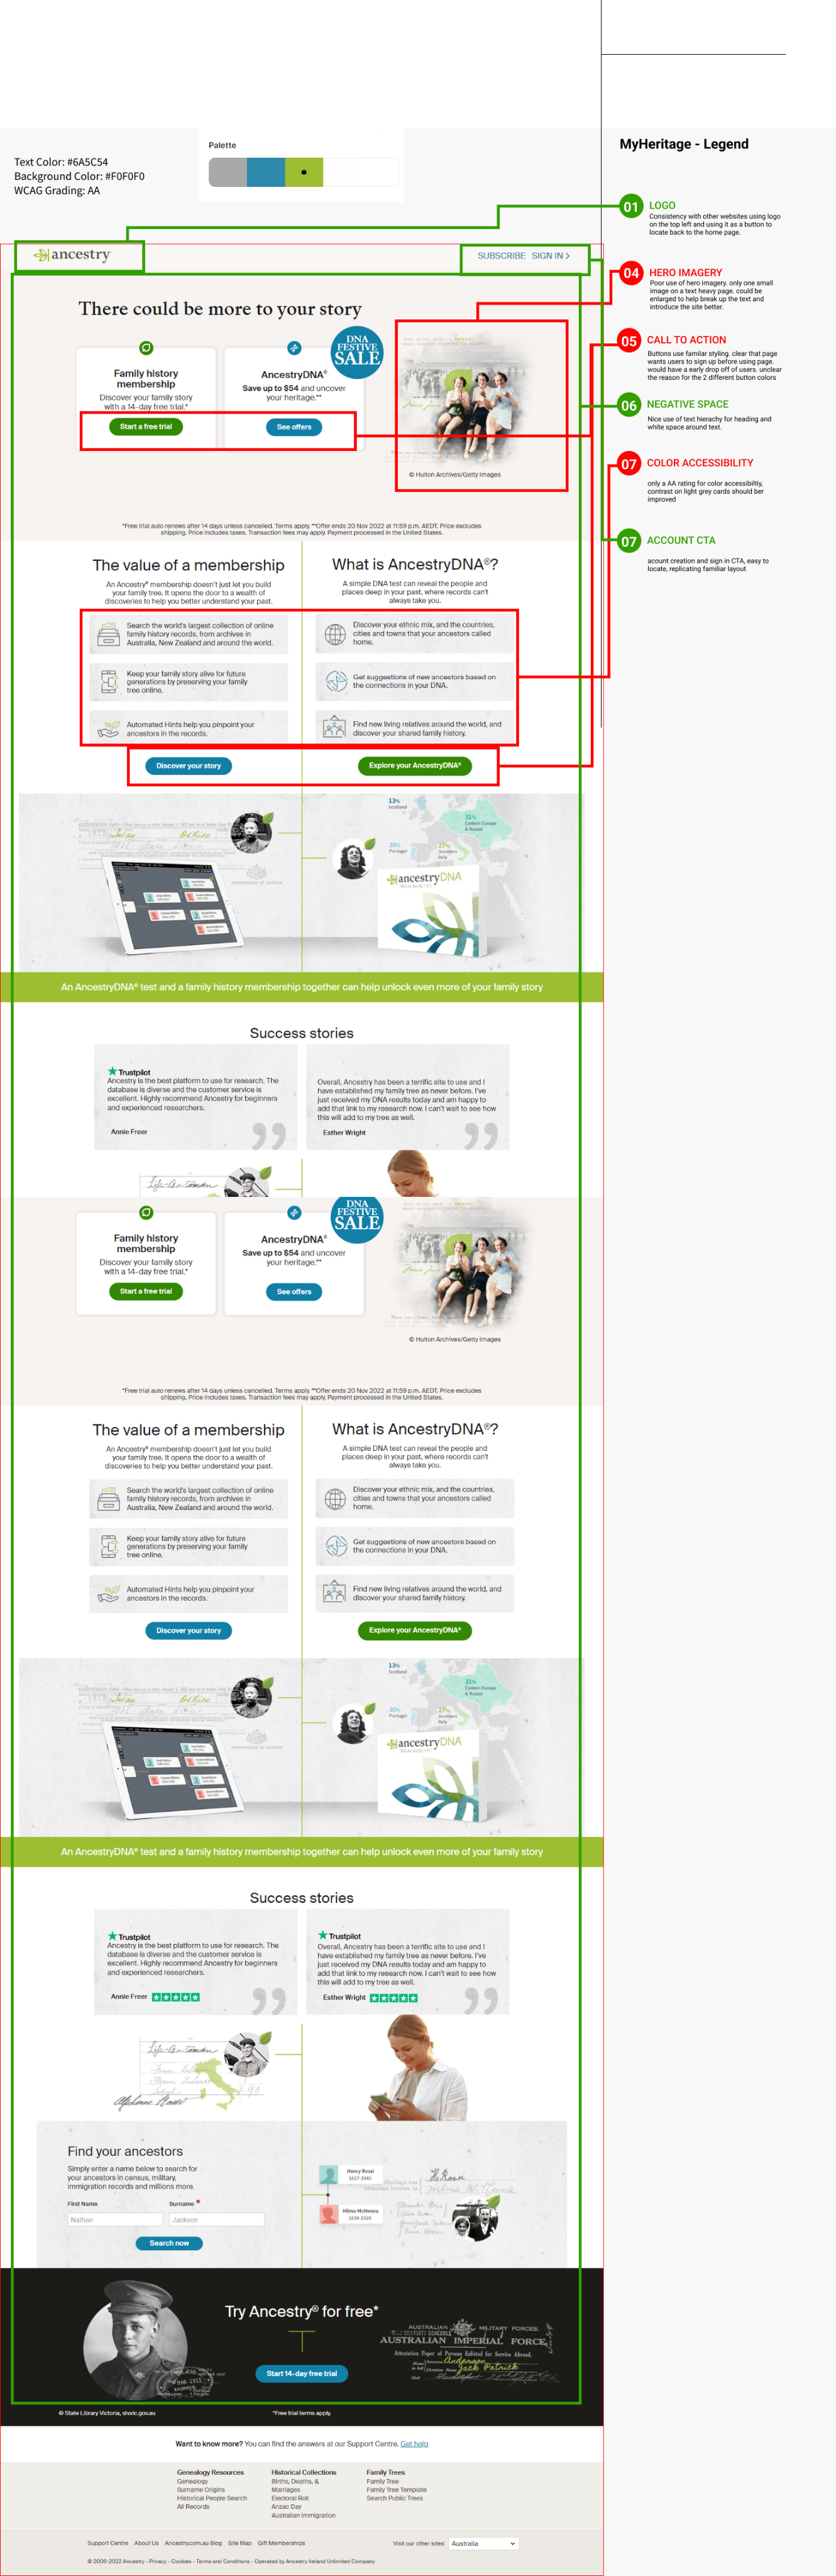 Palette
MyHeritage - Legend
Text Color: #6A5C54
Background Color: #F0F0F0
WCAG Grading: AA
01 LOGO
Consistency with other websites using logo
on the top left and using it as a button to
locate back to the home page.
04 HERO IMAGERY
Poor use of hero imagery. only one small
image on a text heavy page. could be
enlarged to help break up the text and
introduce the site better.
05 CALL TO ACTION
Buttons use familar styling. clear that page
wants users to sign up before using page.
would have a early drop off of users. unclear
the reason for the 2 different button colors
06 NEGATIVE SPACE
Nice use of text hierachy for heading and
white space around text.
07 COLOR ACCESSIBILITY
only a AA rating for color accessibiltiy,
contrast on light grey cards should ber
improved
07 ACCOUNT CTA
acount creation and sign in CTA, easy to
locate, replicating familiar layout
ancestry
SUBSCRIBE SIGN IN >
There could be more to your story
DNA
FESTIVE
SALE
Family history
membership
Discover your family story
with a 14-day free trial.*
Start a free trial
AncestryDNA®
Save up to $54 and uncover
your heritage.**
See offers
© Hulton Archives/Getty Images
*Free trial auto renews after 14 days unless cancelled. Terms apply. **Offer ends 20 Nov 2022 at 11:59 p.m. AEDT. Price excludes
shipping. Price includes taxes. Transaction fees may apply. Payment processed in the United States.
The value of a membership
An Ancestry® membership doesn't just let you build
your family tree. It opens the door to a wealth of
discoveries to help you better understand your past.
Search the world's largest collection of online
family history records, from archives in
Australia, New Zealand and around the world.
Keep your family story alive for future
generations by preserving your family
tree online.
Automated Hints help you pinpoint your
ancestors in the records.
Discover your story
What is AncestryDNA®?
A simple DNA test can reveal the people and
places deep in your past, where records can't
always take you.
Discover your ethnic mix, and the countries,
cities and towns that your ancestors called
home.
Get suggestions of new ancestors based on
the connections in your DNA.
Find new living relatives around the world, and
discover your shared family history.
Explore your AncestryDNA®
13%
Scotland
31%
Eastern Europe
& Russia
30%
Portugal
27%
Southern
Italy
ancestryDNA
An AncestryDNA® test and a family history membership together can help unlock even more of your family story
Success stories
Trustpilot
Ancestry is the best platform to use for research. The
database is diverse and the customer service is
excellent. Highly recommend Ancestry for beginners
and experienced researchers.
Annie Freer
Overall, Ancestry has been a terrific site to use and I
have established my family tree as never before. I've
just received my DNA results today and am happy to
add that link to my research now. I can't wait to see how
this will add to my tree as well.
Esther Wright
DNA
FESTIVE
SALE
Family history
membership
Discover your family story
with a 14-day free trial.*
Start a free trial
AncestryDNA®
Save up to $54 and uncover
your heritage.**
See offers
© Hulton Archives/Getty Images
*Free trial auto renews after 14 days unless cancelled. Terms apply. **Offer ends 20 Nov 2022 at 11:59 p.m. AEDT. Price excludes
shipping. Price includes taxes. Transaction fees may apply. Payment processed in the United States.
The value of a membership
An Ancestry® membership doesn't just let you build
your family tree. It opens the door to a wealth of
discoveries to help you better understand your past.
Search the world's largest collection of online
family history records, from archives in
Australia, New Zealand and around the world.
Keep your family story alive for future
generations by preserving your family
tree online.
Automated Hints help you pinpoint your
ancestors in the records.
Discover your story
What is AncestryDNA®?
A simple DNA test can reveal the people and
places deep in your past, where records can't
always take you.
Discover your ethnic mix, and the countries,
cities and towns that your ancestors called
home.
Get suggestions of new ancestors based on
the connections in your DNA.
Find new living relatives around the world, and
discover your shared family history.
Explore your AncestryDNA®
13%
Scotland
31%
Eastern Europe
& Russia
30%
Portugal
27%
Southern
Italy
ancestryDNA
An AncestryDNA® test and a family history membership together can help unlock even more of your family story
Success stories
Trustpilot
Ancestry is the best platform to use for research. The
database is diverse and the customer service is
excellent. Highly recommend Ancestry for beginners
and experienced researchers.
Annie Freer
Trustpilot
Overall, Ancestry has been a terrific site to use and I
have established my family tree as never before. I've
just received my DNA results today and am happy to
add that link to my research now. I can't wait to see how
this will add to my tree as well.
Esther Wright
Find your ancestors
Simply enter a name below to search for
your ancestors in census, military,
immigration records and millions more.
First Name
Surname *
Nathan
Jackson
Search now
Henry Rossi
1827-1940
Hilma McKenna
1834-1920
Try Ancestry® for free*
Start 14-day free trial
AUSTRALIAN MILITARY FORCES.
AUSTRALIAN IMPERIAL FORCE
Attestation Paper of Persons Enlisted for Service Abroad.
Anderson
Jack Patrick
© State Library Victoria, slv.vic.gov.au
*Free trial terms apply.
Want to know more? You can find the answers at our Support Centre. Get help
Genealogy Resources
Genealogy
Surname Origins
Historical People Search
All Records
Historical Collections
Births, Deaths, &
Marriages
Electoral Roll
Anzac Day
Australian Immigration
Family Trees
Family Tree
Family Tree Template
Search Public Trees
Support Centre About Us Ancestry.com.au Blog Site Map Gift Memberships
Visit our other sites: Australia
© 2006-2022 Ancestry - Privacy - Cookies - Terms and Conditions - Operated by Ancestry Ireland Unlimited Company